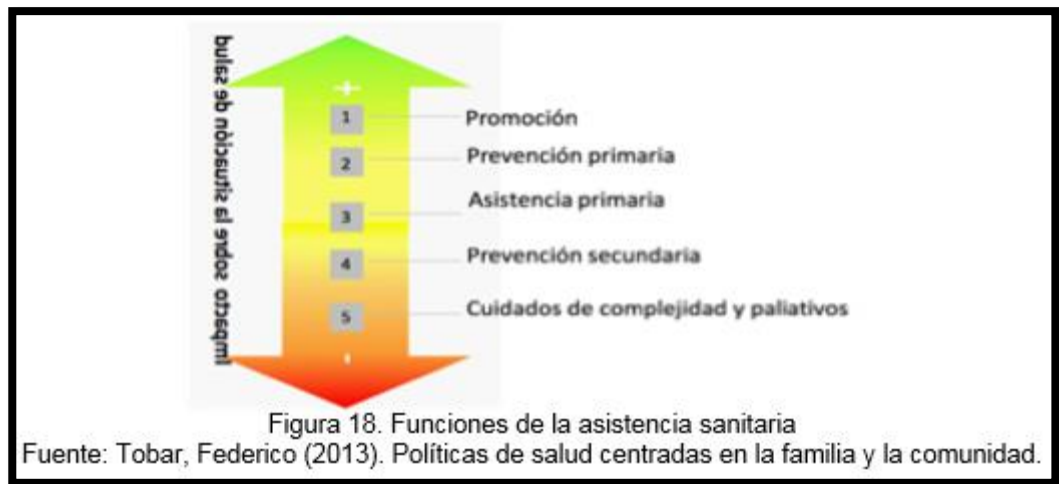 Impacto sobre la situaciòn de salud
+
1 Promoción
2 Prevención primaria
3 Asistencia primaria
4 Prevención secundaria
5 Cuidados de complejidad y paliativos
-
Figura 18. Funciones de la asistencia sanitaria
Fuente: Tobar, Federico (2013). Políticas de salud centradas en la familia y la comunidad.